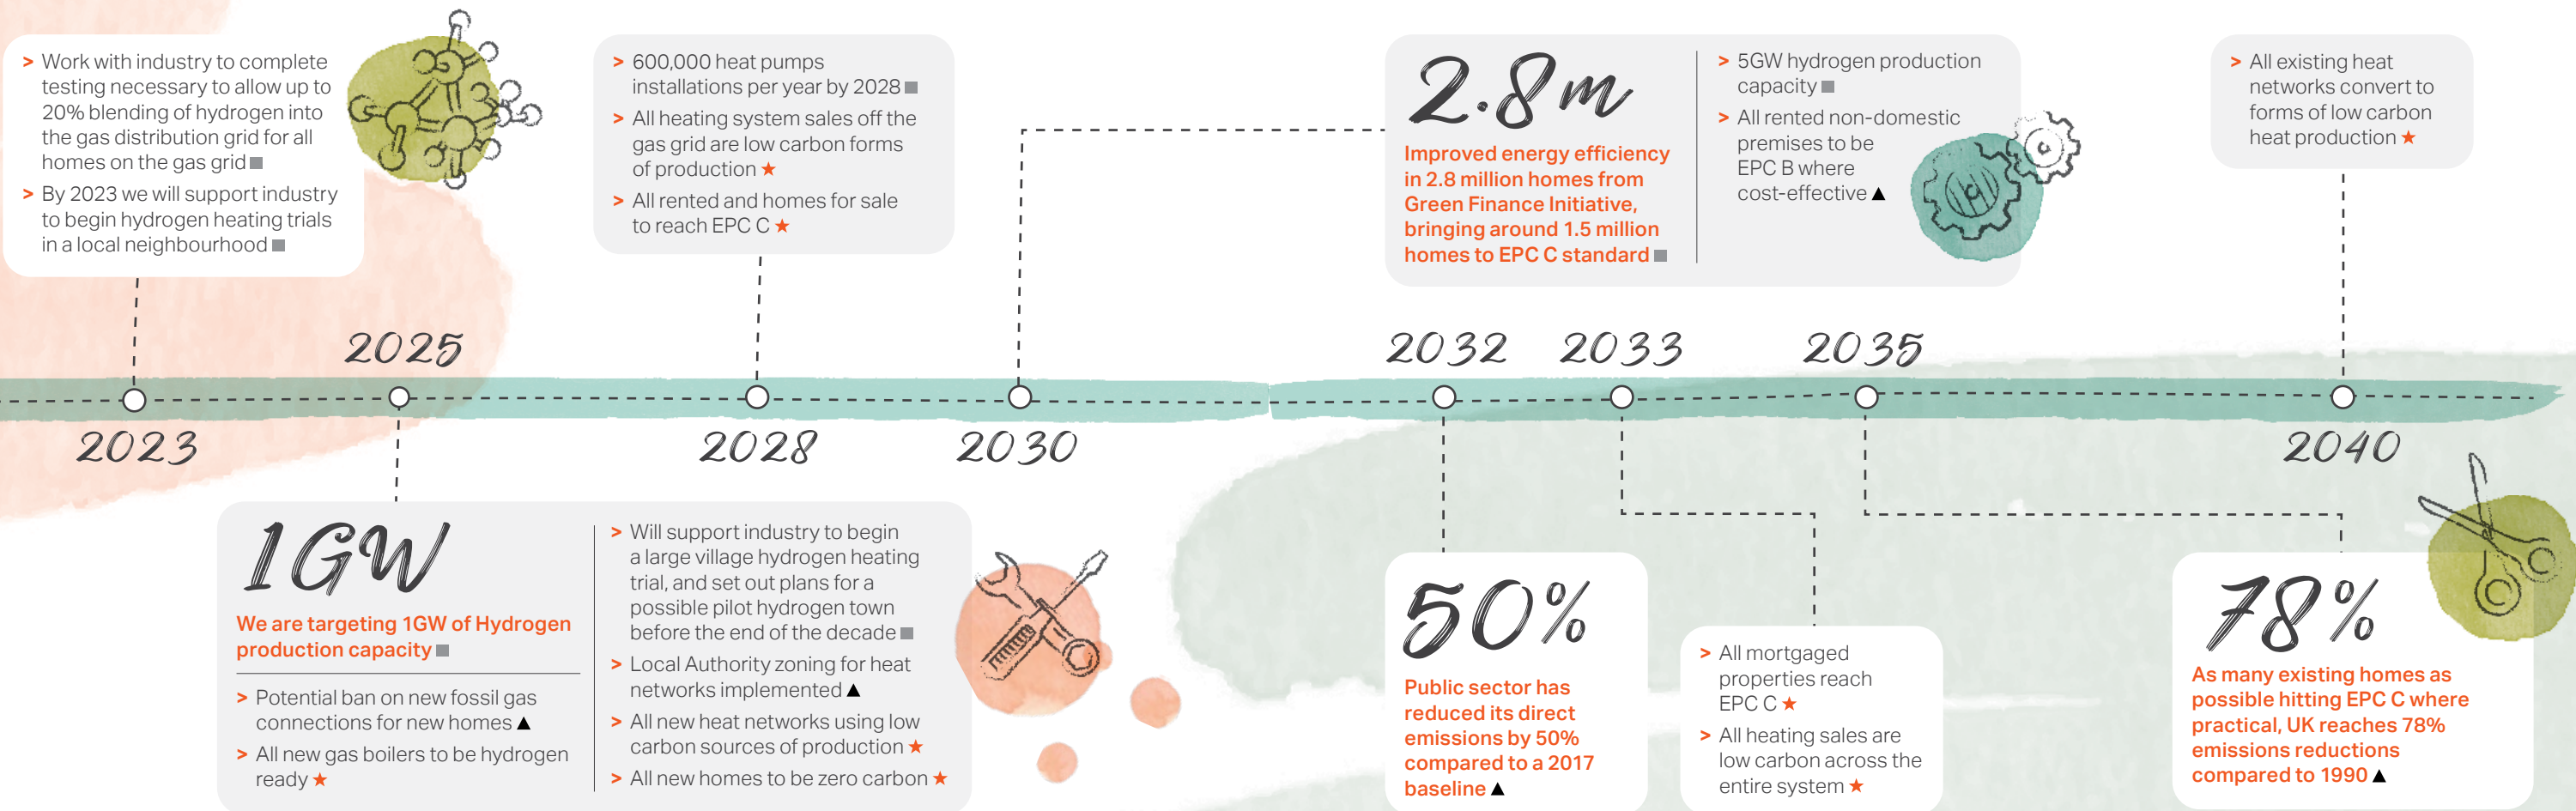 > Work with industry to complete
testing necessary to allow up to
20% blending of hydrogen into
the gas distribution grid for all
homes on the gas grid ■
> By 2023 we will support industry
to begin hydrogen heating trials
in a local neighbourhood ■
2023
2025
1GW
We are targeting 1GW of Hydrogen
production capacity ■
> Potential ban on new fossil gas
connections for new homes ▲
> All new gas boilers to be hydrogen
ready ★
> Will support industry to begin
a large village hydrogen heating
trial, and set out plans for a
possible pilot hydrogen town
before the end of the decade ■
> Local Authority zoning for heat
networks implemented ▲
> All new heat networks using low
carbon sources of production ★
> All new homes to be zero carbon ★
> 600,000 heat pumps
installations per year by 2028 ■
> All heating system sales off the
gas grid are low carbon forms
of production ★
> All rented and homes for sale
to reach EPC C ★
2028
2030
2.8m
Improved energy efficiency
in 2.8 million homes from
Green Finance Initiative,
bringing around 1.5 million
homes to EPC C standard ■
> 5GW hydrogen production
capacity ■
> All rented non-domestic
premises to be
EPC B where
cost-effective ▲
2032
50%
Public sector has
reduced its direct
emissions by 50%
compared to a 2017
baseline ▲
2033
> All mortgaged
properties reach
EPC C ★
> All heating sales are
low carbon across the
entire system ★
2035
78%
As many existing homes as
possible hitting EPC C where
practical, UK reaches 78%
emissions reductions
compared to 1990 ▲
> All existing heat
networks convert to
forms of low carbon
heat production ★
2040